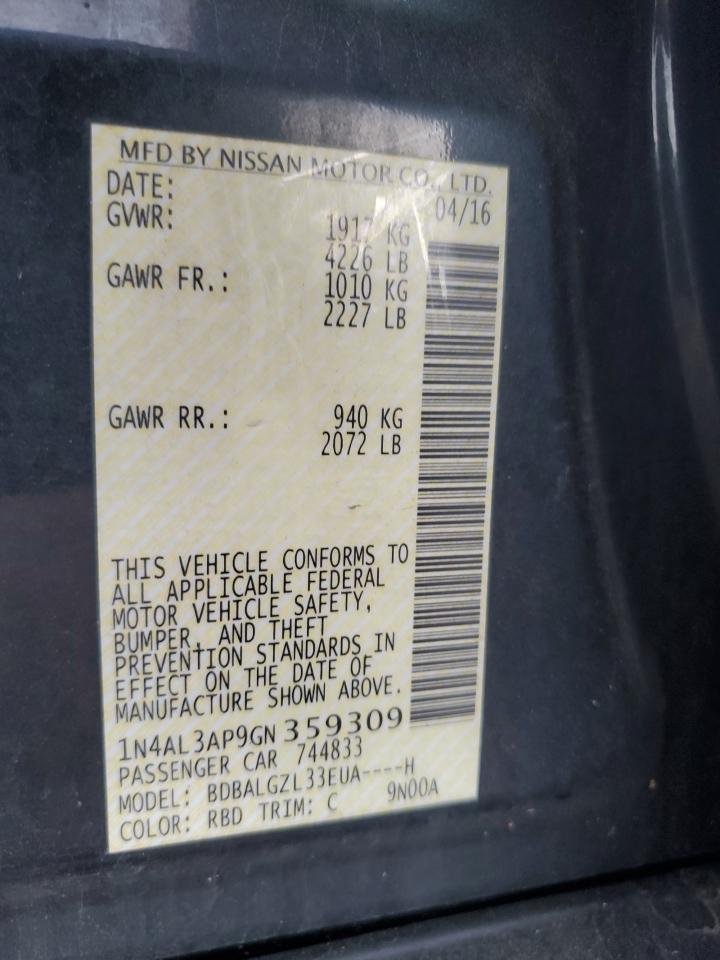 MFD BY NISSAN MOTOR CO., LTD.
DATE: 04/16
GVWR: 1917 KG
4226 LB
GAWR FR.: 1010 KG
2227 LB
GAWR RR.: 940 KG
2072 LB
THIS VEHICLE CONFORMS TO
ALL APPLICABLE FEDERAL
MOTOR VEHICLE SAFETY,
BUMPER, AND THEFT
PREVENTION STANDARDS IN
EFFECT ON THE DATE OF
MANUFACTURE SHOWN ABOVE.
1N4AL3AP9GN359309
PASSENGER CAR 744833
MODEL: BDBALGZL33EUA----H
COLOR: RBD TRIM: C 9N00A